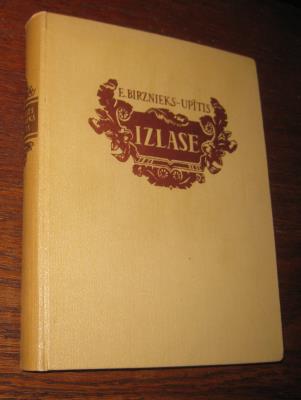 E. BIRZNIEKS-UPĪTIS
IZLASE